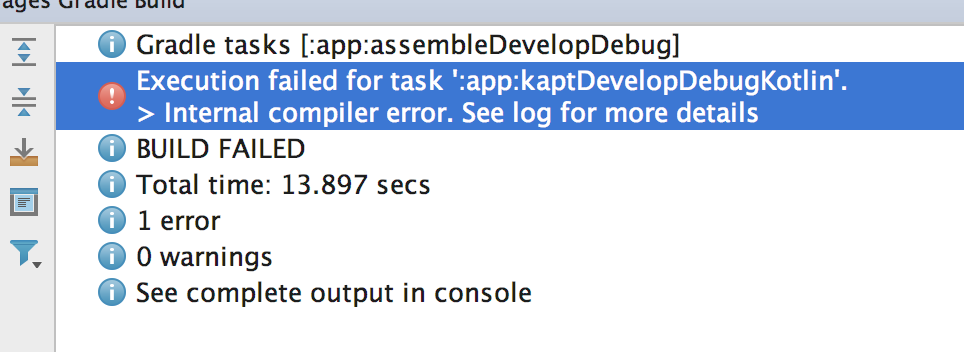 ages Gradle Build
Gradle tasks [:app:assembleDevelopDebug]
Execution failed for task ':app:kaptDevelopDebugKotlin'.
> Internal compiler error. See log for more details
BUILD FAILED
Total time: 13.897 secs
1 error
0 warnings
See complete output in console